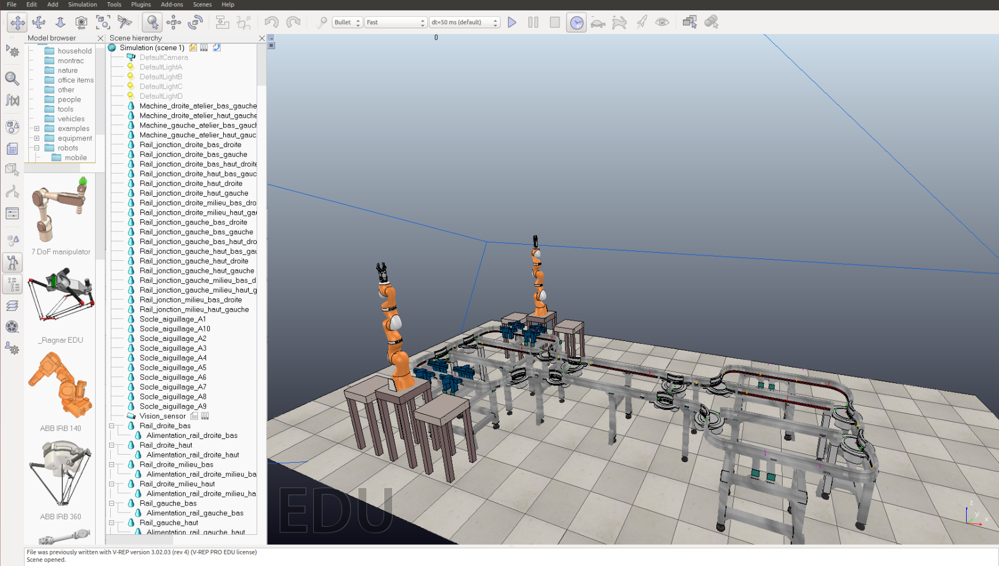 File Edit Add Simulation Tools Plugins Add-ons Scenes Help
Bullet Fast dt=50 ms (default)
Model browser
household
montrac
nature
office items
other
people
tools
vehicles
examples
equipment
robots
mobile
7 DoF manipulator
_Ragnar EDU
ABB IRB 140
ABB IRB 360
Scene hierarchy
Simulation (scene 1)
DefaultCamera
DefaultLightA
DefaultLightB
DefaultLightC
DefaultLightD
Machine_droite_atelier_bas_gauche
Machine_droite_atelier_haut_gauche
Machine_gauche_atelier_bas_gauch
Machine_gauche_atelier_haut_gauc
Rail_jonction_droite_bas_droite
Rail_jonction_droite_bas_gauche
Rail_jonction_droite_bas_haut_droite
Rail_jonction_droite_haut_bas_gauc
Rail_jonction_droite_haut_droite
Rail_jonction_droite_haut_gauche
Rail_jonction_droite_milieu_bas_dro
Rail_jonction_droite_milieu_haut_gau
Rail_jonction_gauche_bas_droite
Rail_jonction_gauche_bas_gauche
Rail_jonction_gauche_bas_haut_dro
Rail_jonction_gauche_haut_bas_gau
Rail_jonction_gauche_haut_droite
Rail_jonction_gauche_haut_gauche
Rail_jonction_gauche_milieu_bas_d
Rail_jonction_gauche_milieu_haut_g
Rail_jonction_milieu_bas_droite
Rail_jonction_milieu_haut_gauche
Socle_aiguillage_A1
Socle_aiguillage_A10
Socle_aiguillage_A2
Socle_aiguillage_A3
Socle_aiguillage_A4
Socle_aiguillage_A5
Socle_aiguillage_A6
Socle_aiguillage_A7
Socle_aiguillage_A8
Socle_aiguillage_A9
Vision_sensor
Rail_droite_bas
Alimentation_rail_droite_bas
Rail_droite_haut
Alimentation_rail_droite_haut
Rail_droite_milieu_bas
Alimentation_rail_droite_milieu_ba
Rail_droite_milieu_haut
Alimentation_rail_droite_milieu_ha
Rail_gauche_bas
Alimentation_rail_gauche_bas
Rail_gauche_haut
Alimentation_rail_gauche_haut
0
EDU
z
y
x
File was previously written with V-REP version 3.02.03 (rev 4) (V-REP PRO EDU license)
Scene opened.